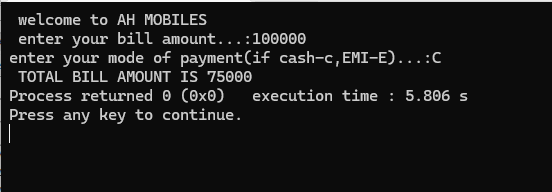 welcome to AH MOBILES
enter your bill amount...:100000
enter your mode of payment(if cash-c,EMI-E)...:C
TOTAL BILL AMOUNT IS 75000
Process returned 0 (0x0)   execution time : 5.806 s
Press any key to continue.